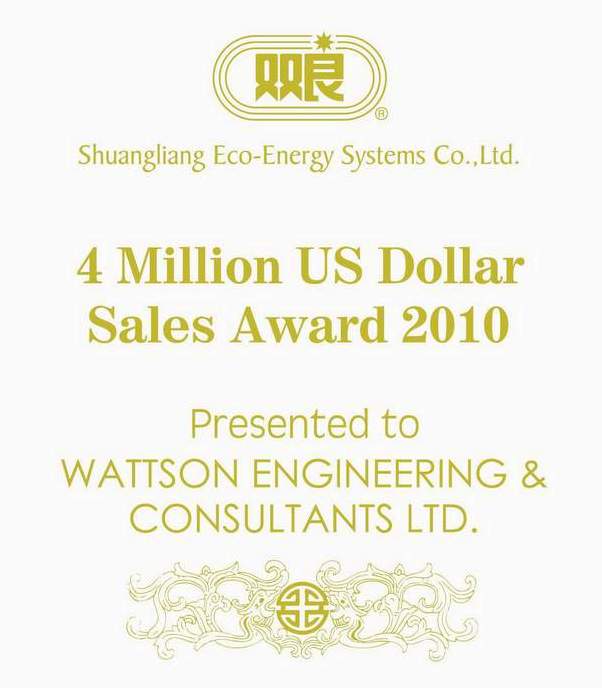 双良
®
Shuangliang Eco-Energy Systems Co.,Ltd.
4 Million US Dollar
Sales Award 2010
Presented to
WATTSON ENGINEERING &
CONSULTANTS LTD.